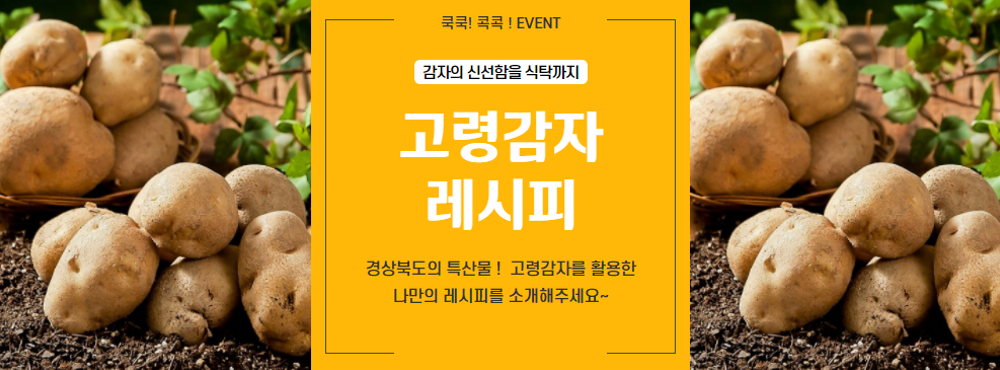 쿡쿡! 콕콕 ! EVENT
감자의 신선함을 식탁까지
고령감자
레시피
경상북도의 특산물 ! 고령감자를 활용한
나만의 레시피를 소개해주세요~